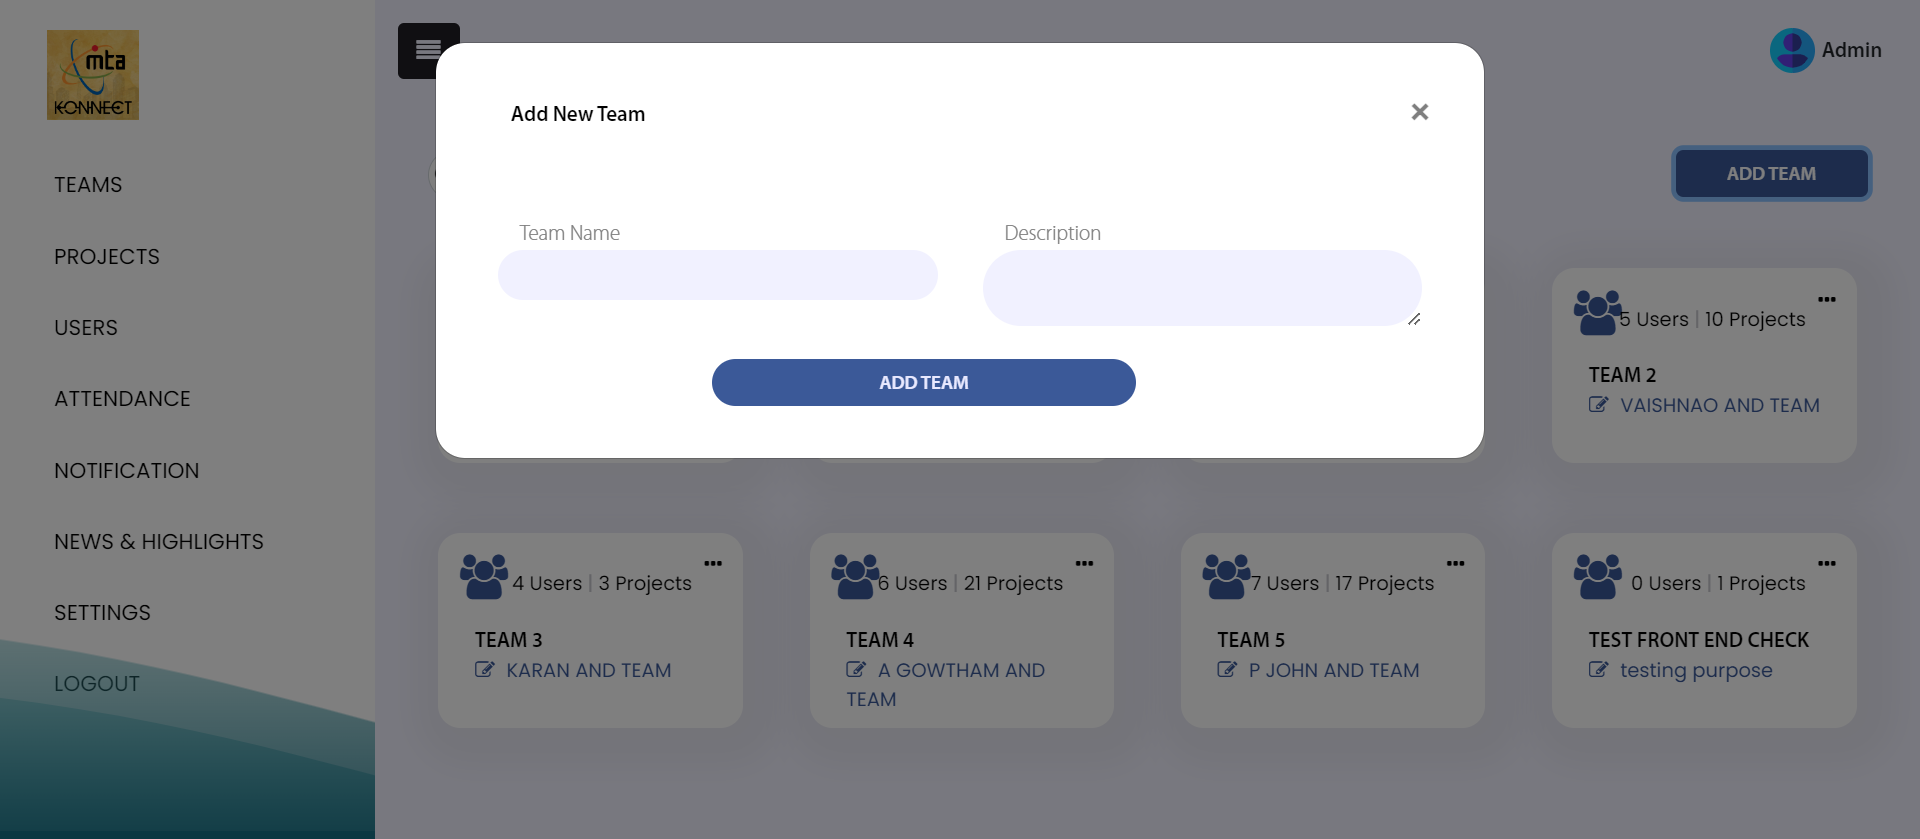 mta
KONNECT
TEAMS
PROJECTS
USERS
ATTENDANCE
NOTIFICATION
NEWS & HIGHLIGHTS
SETTINGS
LOGOUT
Admin
ADD TEAM
Add New Team
×
Team Name
Description
ADD TEAM
5 Users | 10 Projects
TEAM 2
VAISHNAO AND TEAM
4 Users | 3 Projects
TEAM 3
KARAN AND TEAM
6 Users | 21 Projects
TEAM 4
A GOWTHAM AND
TEAM
7 Users | 17 Projects
TEAM 5
P JOHN AND TEAM
0 Users | 1 Projects
TEST FRONT END CHECK
testing purpose